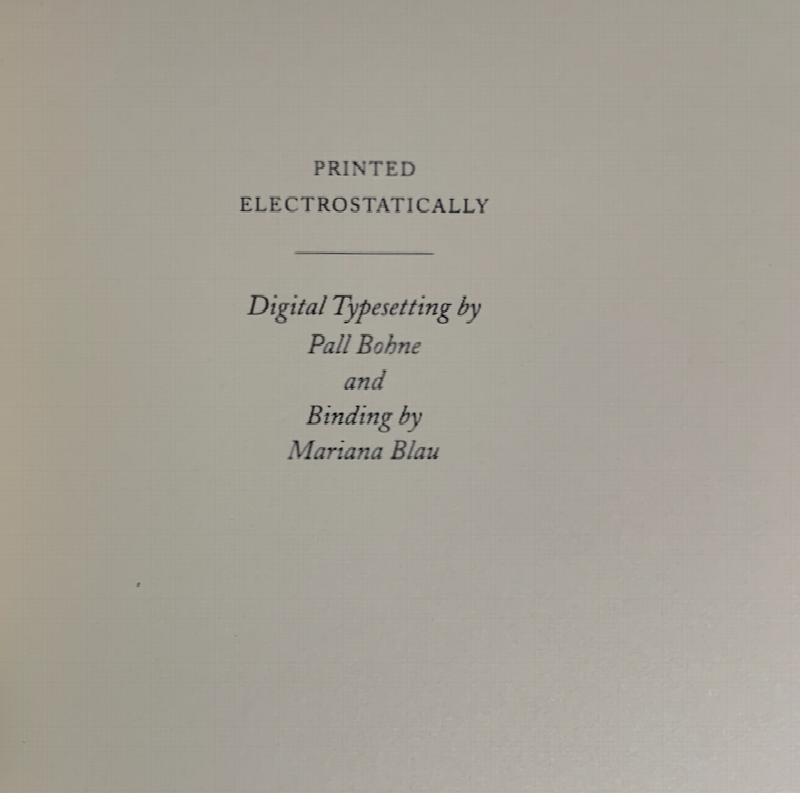 PRINTED
ELECTROSTATICALLY
Digital Typesetting by
Pall Bohne
and
Binding by
Mariana Blau